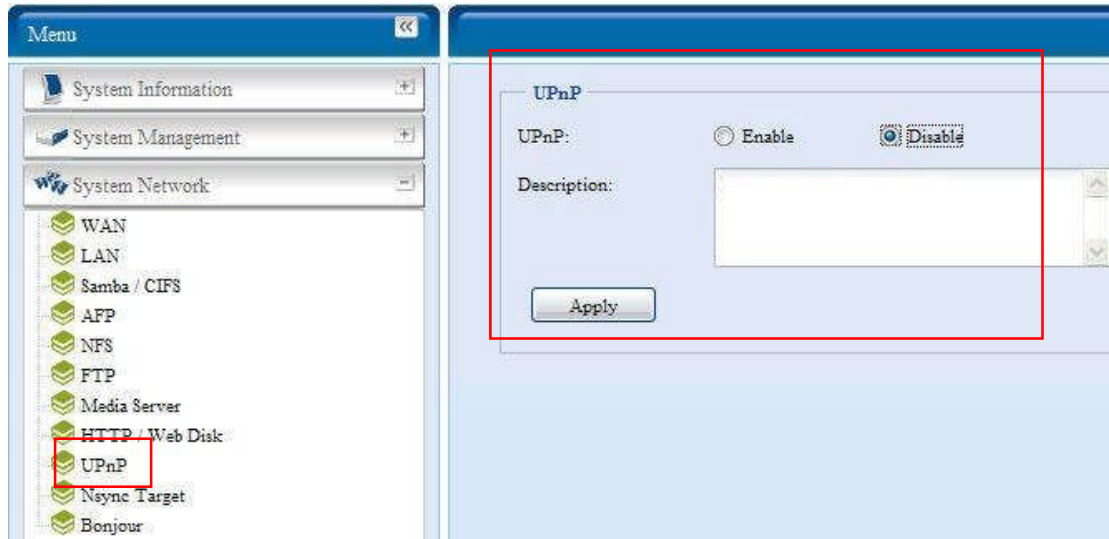 Menu
System Information
System Management
System Network
WAN
LAN
Samba / CIFS
AFP
NFS
FTP
Media Server
HTTP / Web Disk
UPnP
Nsync Target
Bonjour
UPnP
UPnP: Enable Disable
Description:
Apply